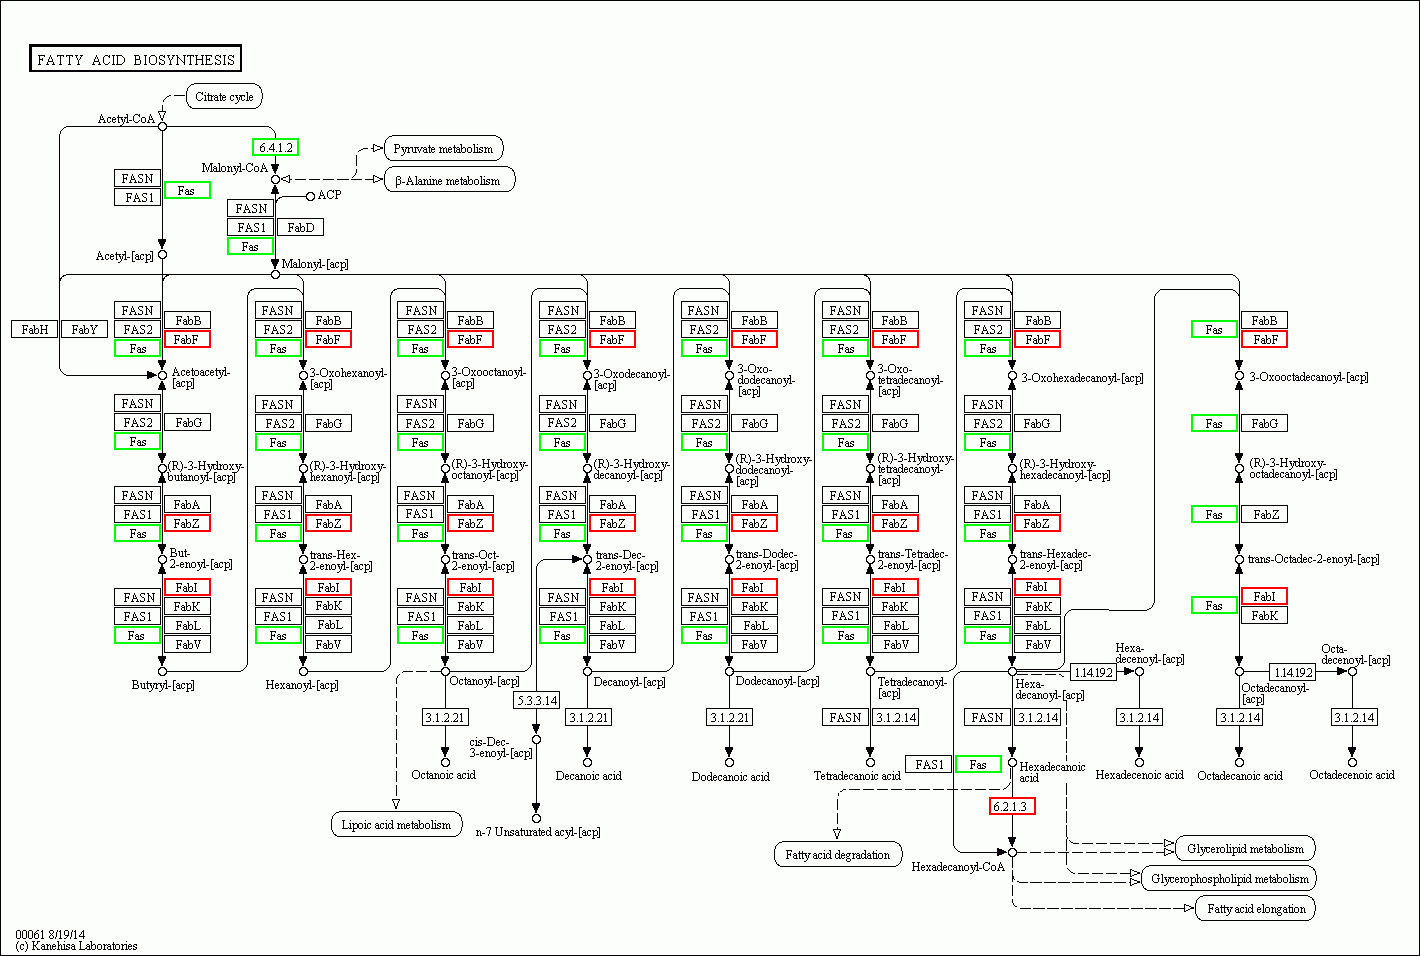 FATTY ACID BIOSYNTHESIS
Citrate cycle
Acetyl-CoA
6.4.1.2
Pyruvate metabolism
Malonyl-CoA
β-Alanine metabolism
FASN
Fas
FAS1
ACP
FASN
FAS1 FabD
Fas
Acetyl-[acp]
Malonyl-[acp]
FASN FASN FASN FASN FASN FASN FASN
FabB FabB FabB FabB FabB FabB FabB FabB
FabH FabY FAS2 FAS2 FAS2 FAS2 FAS2 FAS2 FAS2 Fas
FabF FabF FabF FabF FabF FabF FabF FabF
Fas Fas Fas Fas Fas Fas Fas
Acetoacetyl-
[acp]
3-Oxohexanoyl-
[acp]
3-Oxooctanoyl-
[acp]
3-Oxodecanoyl-
[acp]
3-Oxo-
dodecanoyl-
[acp]
3-Oxo-
tetradecanoyl-
[acp]
3-Oxohexadecanoyl-[acp]
3-Oxooctadecanoyl-[acp]
FASN FASN FASN FASN FASN FASN FASN
FAS2 FabG FAS2 FabG FAS2 FabG FAS2 FabG FAS2 FabG FAS2 FabG FAS2 FabG Fas FabG
Fas Fas Fas Fas Fas Fas Fas
(R)-3-Hydroxy-
butanoyl-[acp]
(R)-3-Hydroxy-
hexanoyl-[acp]
(R)-3-Hydroxy-
octanoyl-[acp]
(R)-3-Hydroxy-
decanoyl-[acp]
(R)-3-Hydroxy-
dodecanoyl-
[acp]
(R)-3-Hydroxy-
tetradecanoyl-
[acp]
(R)-3-Hydroxy-
hexadecanoyl-[acp]
(R)-3-Hydroxy-
octadecanoyl-[acp]
FASN FASN FASN FASN FASN FASN FASN
FabA FabA FabA FabA FabA FabA FabA
FAS1 FAS1 FAS1 FAS1 FAS1 FAS1 FAS1 Fas FabZ
FabZ FabZ FabZ FabZ FabZ FabZ FabZ
Fas Fas Fas Fas Fas Fas Fas
But-
2-enoyl-[acp]
trans-Hex-
2-enoyl-[acp]
trans-Oct-
2-enoyl-[acp]
trans-Dec-
2-enoyl-[acp]
trans-Dodec-
2-enoyl-[acp]
trans-Tetradec-
2-enoyl-[acp]
trans-Hexadec-
2-enoyl-[acp]
trans-Octadec-2-enoyl-[acp]
FabI FabI FabI FabI FabI FabI FabI FabI
FASN FASN FASN FASN FASN FASN FASN
FabK FabK FabK FabK FabK FabK FabK Fas FabK
FAS1 FAS1 FAS1 FAS1 FAS1 FAS1 FAS1
FabL FabL FabL FabL FabL FabL FabL
Fas Fas Fas Fas Fas Fas Fas
FabV FabV FabV FabV FabV FabV FabV
Butyryl-[acp]
Hexanoyl-[acp]
Octanoyl-[acp]
Decanoyl-[acp]
Dodecanoyl-[acp]
Tetradecanoyl-
[acp]
Hexa-
decanoyl-[acp]
1.14.19.2
Hexa-
decenoyl-[acp]
Octadecanoyl-
[acp]
1.14.19.2
Octa-
decenoyl-[acp]
5.3.3.14
3.1.2.21 3.1.2.21 3.1.2.21 FASN 3.1.2.14 FASN 3.1.2.14 3.1.2.14 3.1.2.14 3.1.2.14
cis-Dec-
3-enoyl-[acp]
FAS1 Fas
Octanoic acid
Decanoic acid
Dodecanoic acid
Tetradecanoic acid
Hexadecanoic
acid
Hexadecenoic acid
Octadecanoic acid
Octadecenoic acid
6.2.1.3
Lipoic acid metabolism
n-7 Unsaturated acyl-[acp]
Fatty acid degradation
Hexadecanoyl-CoA
Glycerolipid metabolism
Glycerophospholipid metabolism
Fatty acid elongation
00061 8/19/14
(c) Kanehisa Laboratories